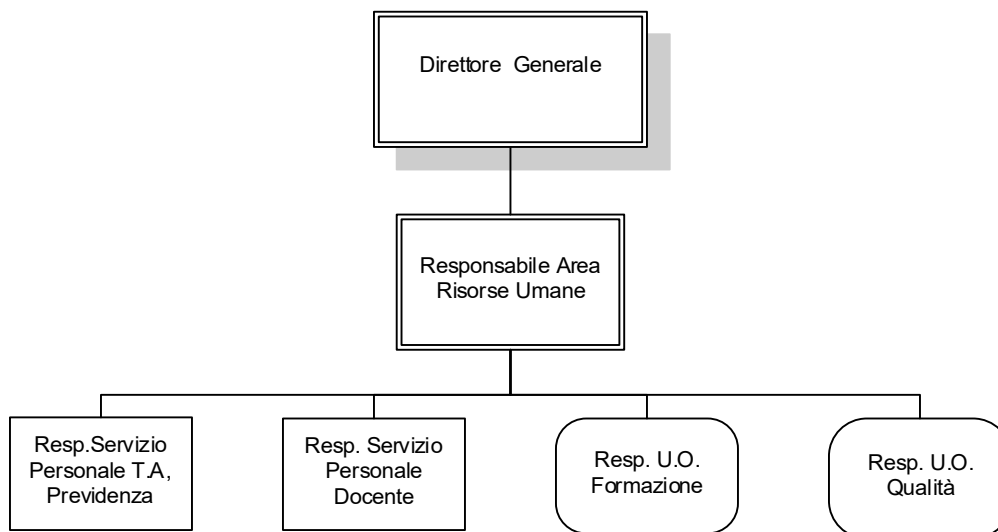 Direttore Generale
Responsabile Area
Risorse Umane
Resp.Servizio
Personale T.A,
Previdenza
Resp. Servizio
Personale
Docente
Resp. U.O.
Formazione
Resp. U.O.
Qualità